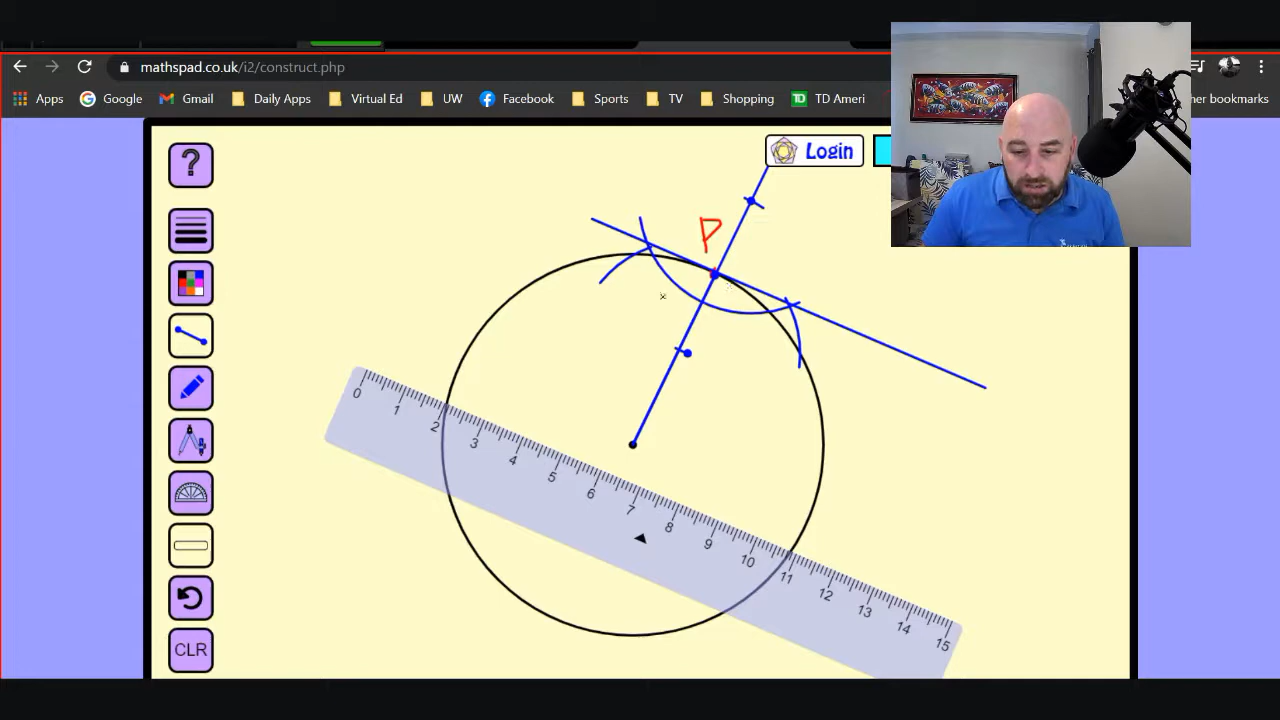 mathspad.co.uk/i2/construct.php
Apps Google Gmail Daily Apps Virtual Ed UW Facebook Sports TV Shopping TD Ameri her bookmarks
? Login
P
0 1 2 3 4 5 6 7 8 9 10 11 12 13 14 15
CLR